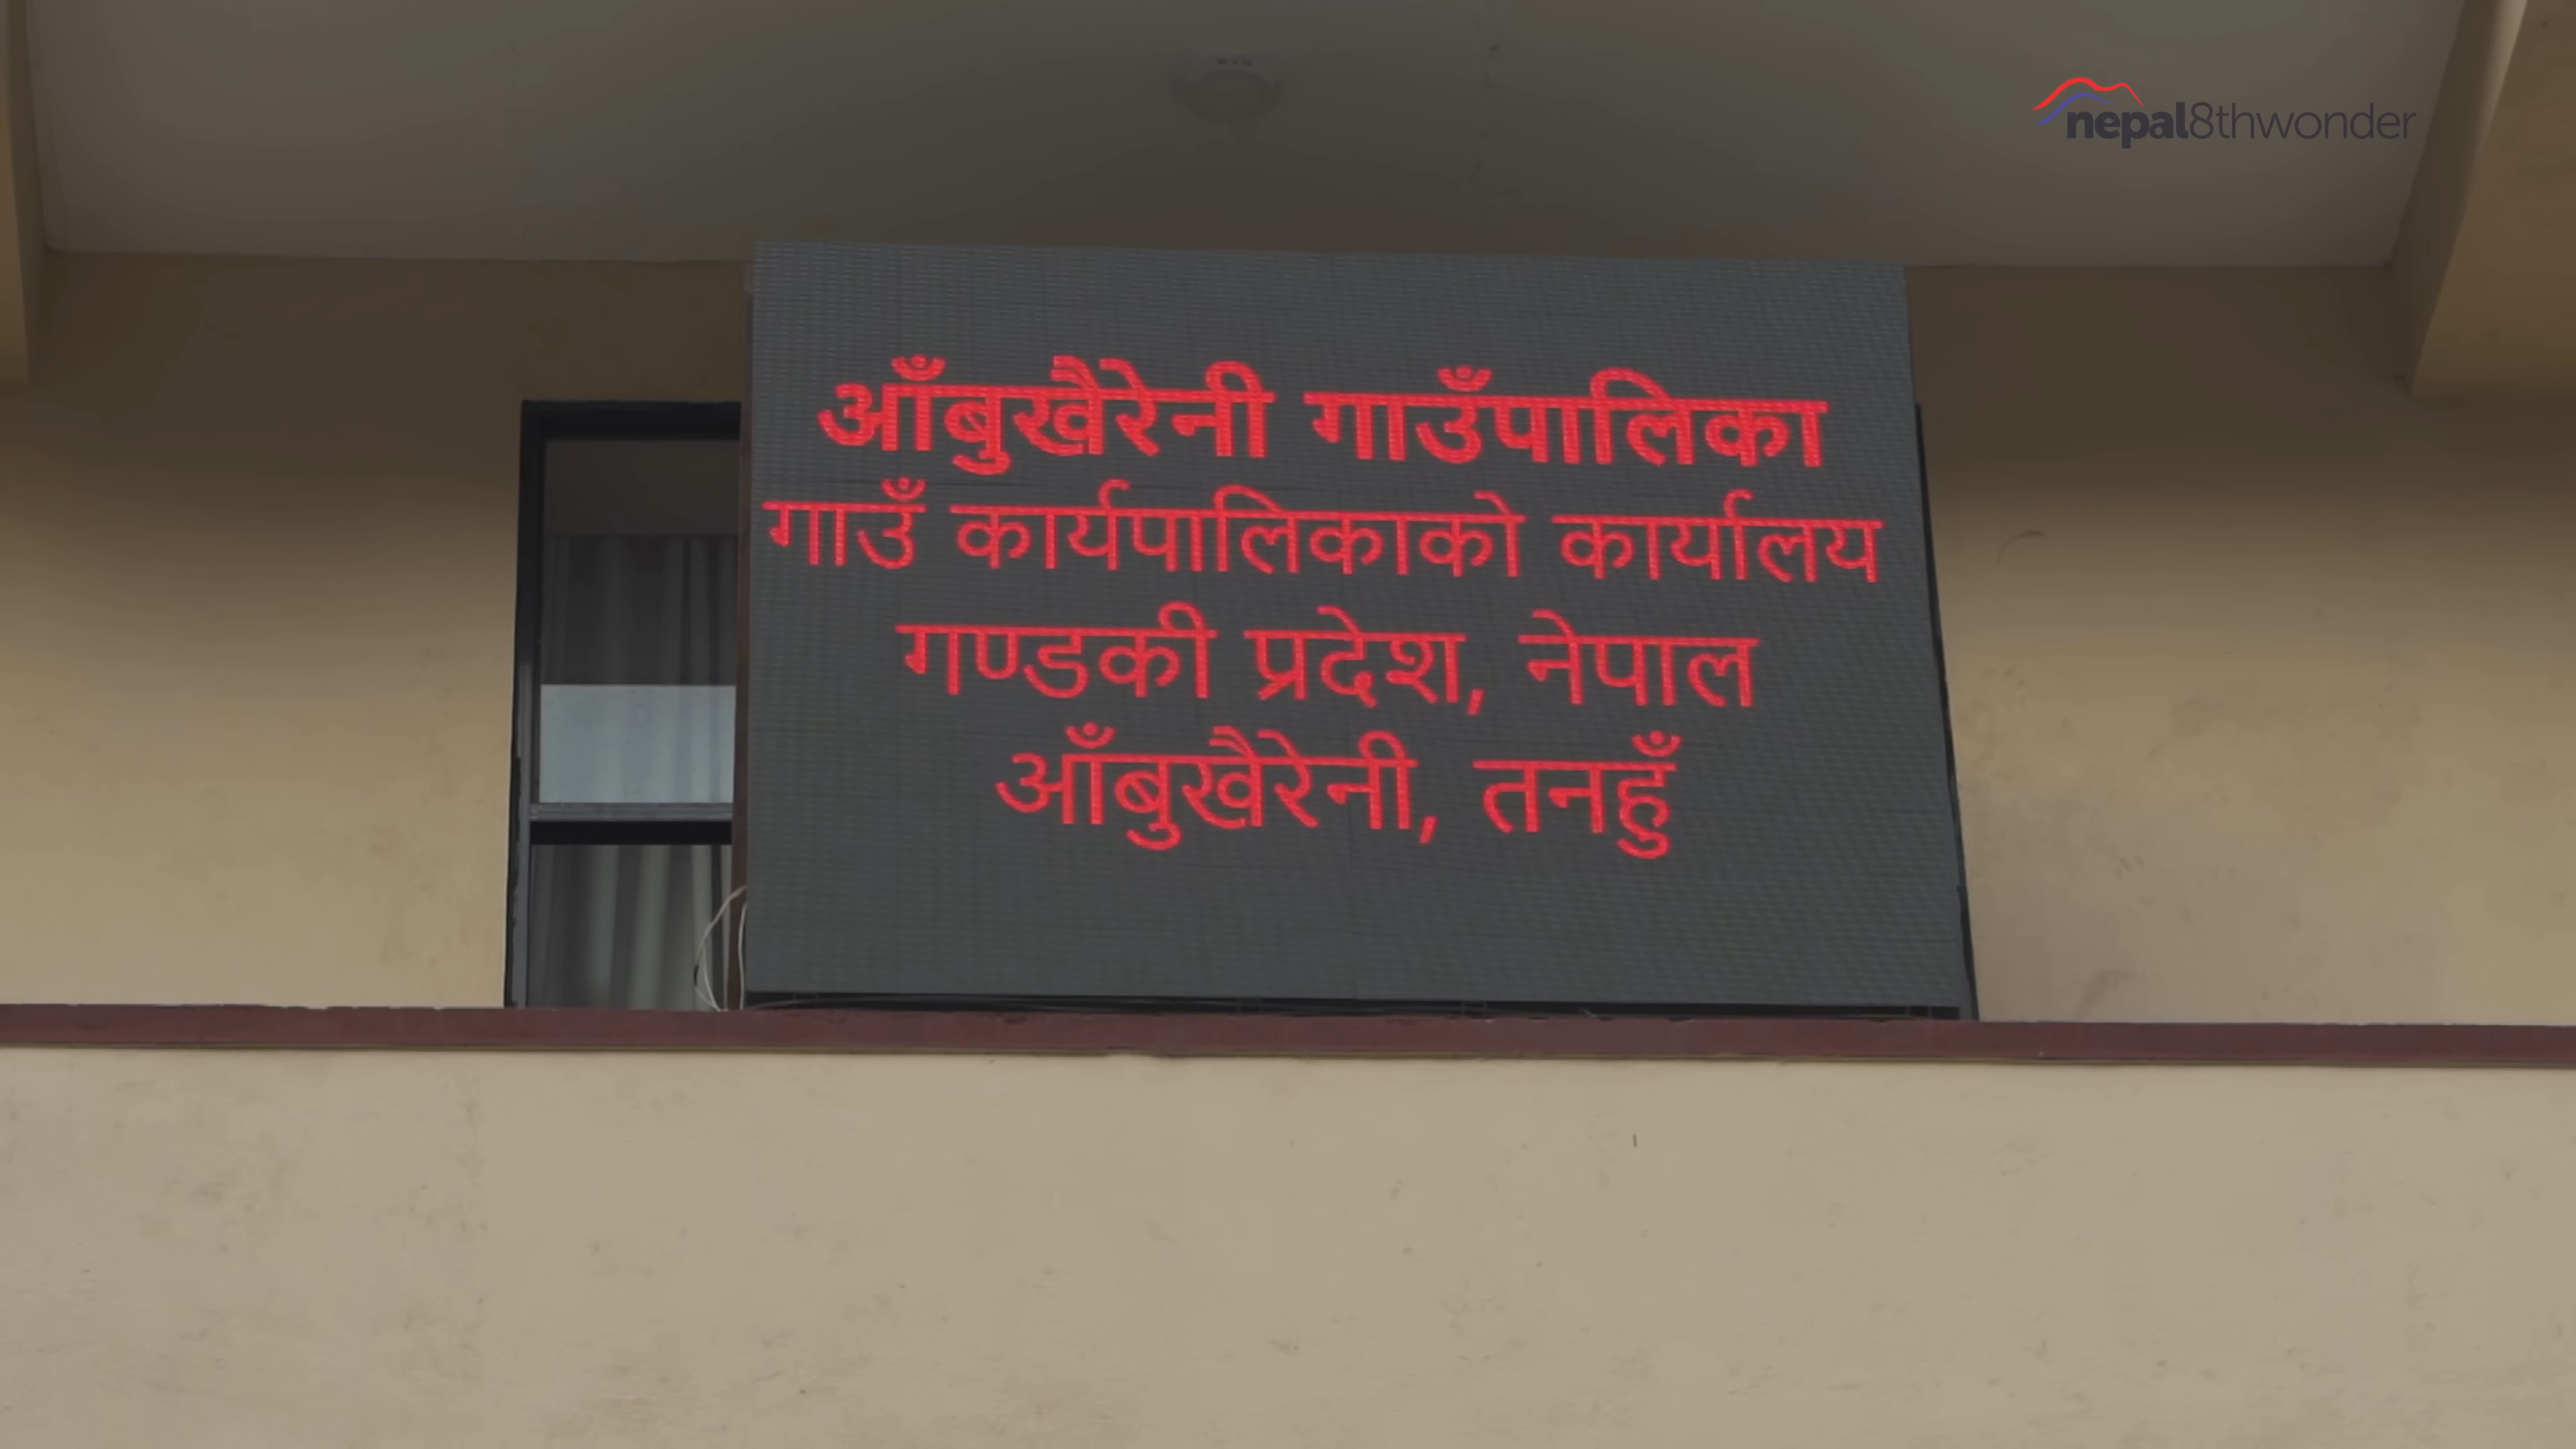 nepal8thwonder
आँबुखैरेनी गाउँपालिका
गाउँ कार्यपालिकाको कार्यालय
गण्डकी प्रदेश, नेपाल
आँबुखैरेनी, तनहुँ